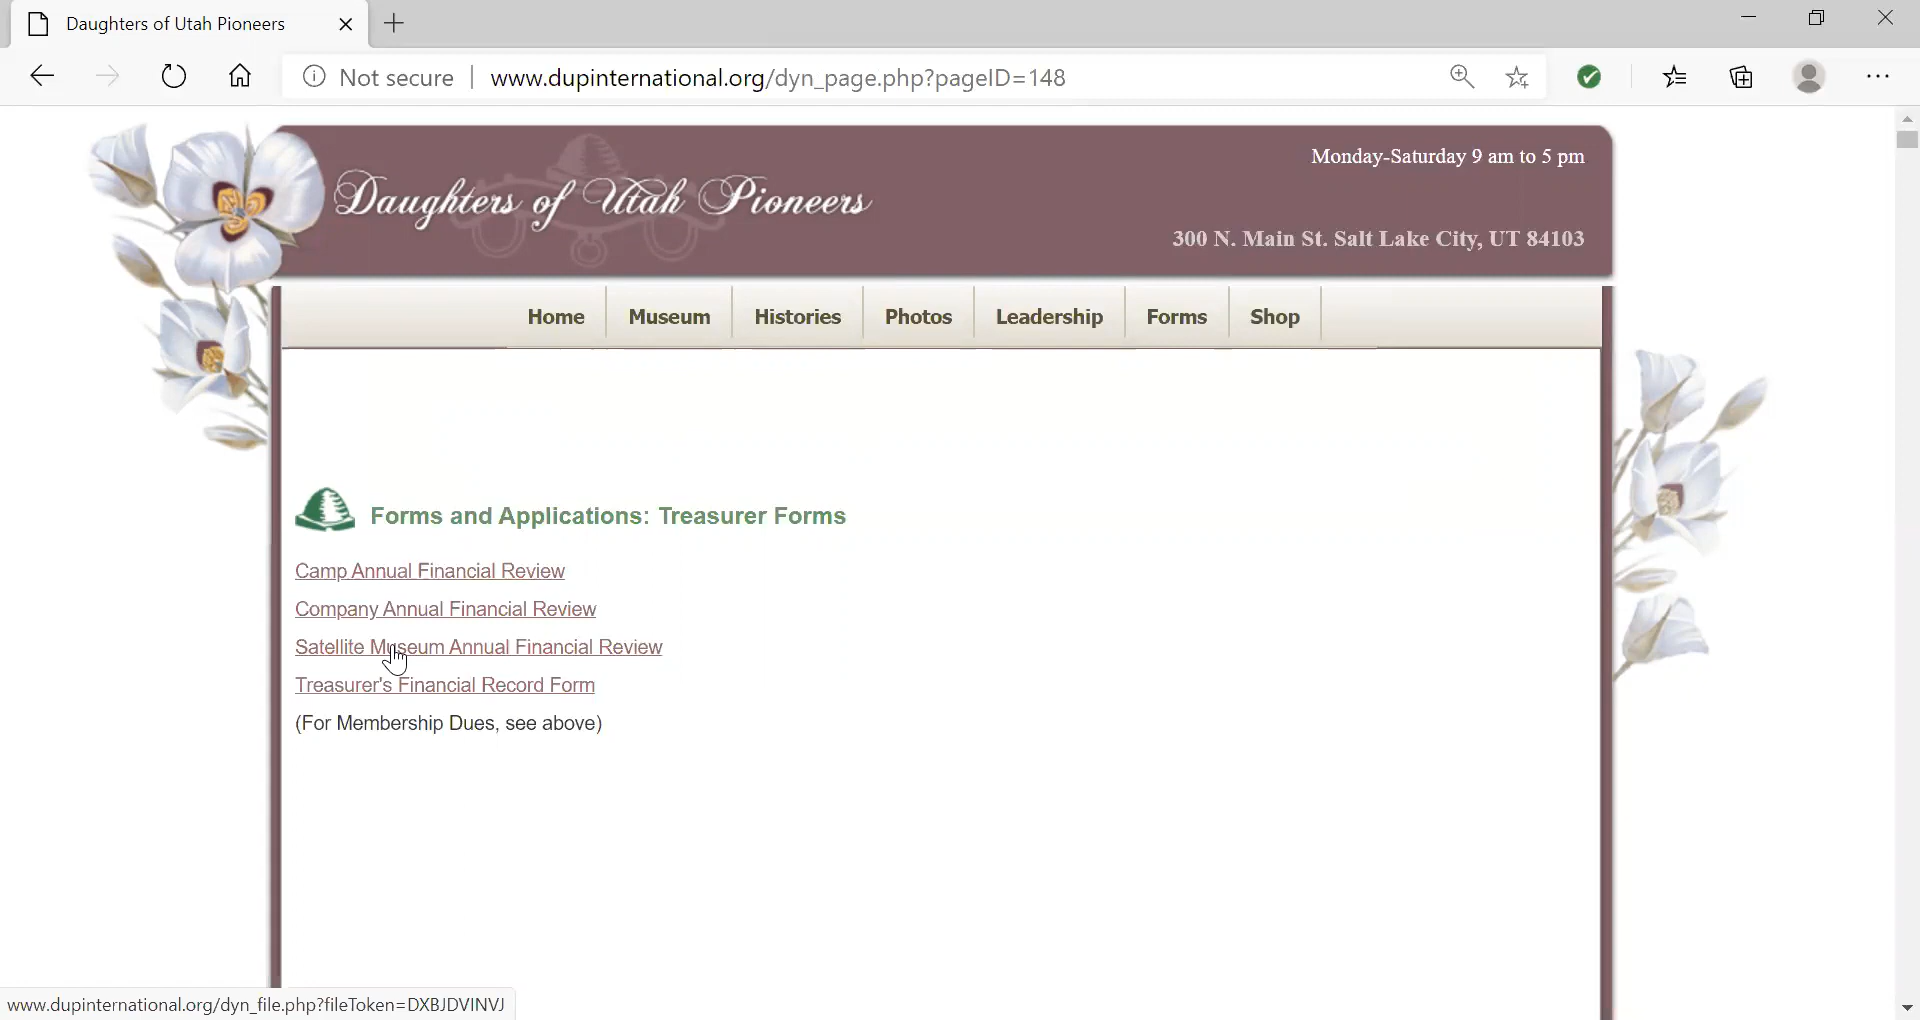 Daughters of Utah Pioneers
Not secure
www.dupinternational.org/dyn_page.php?pageID=148
Daughters of Utah Pioneers
Monday-Saturday 9 am to 5 pm
300 N. Main St. Salt Lake City, UT 84103
Home Museum Histories Photos Leadership Forms Shop
Forms and Applications: Treasurer Forms
Camp Annual Financial Review
Company Annual Financial Review
Satellite Museum Annual Financial Review
Treasurer's Financial Record Form
(For Membership Dues, see above)
www.dupinternational.org/dyn_file.php?fileToken=DXBJDVINVJ